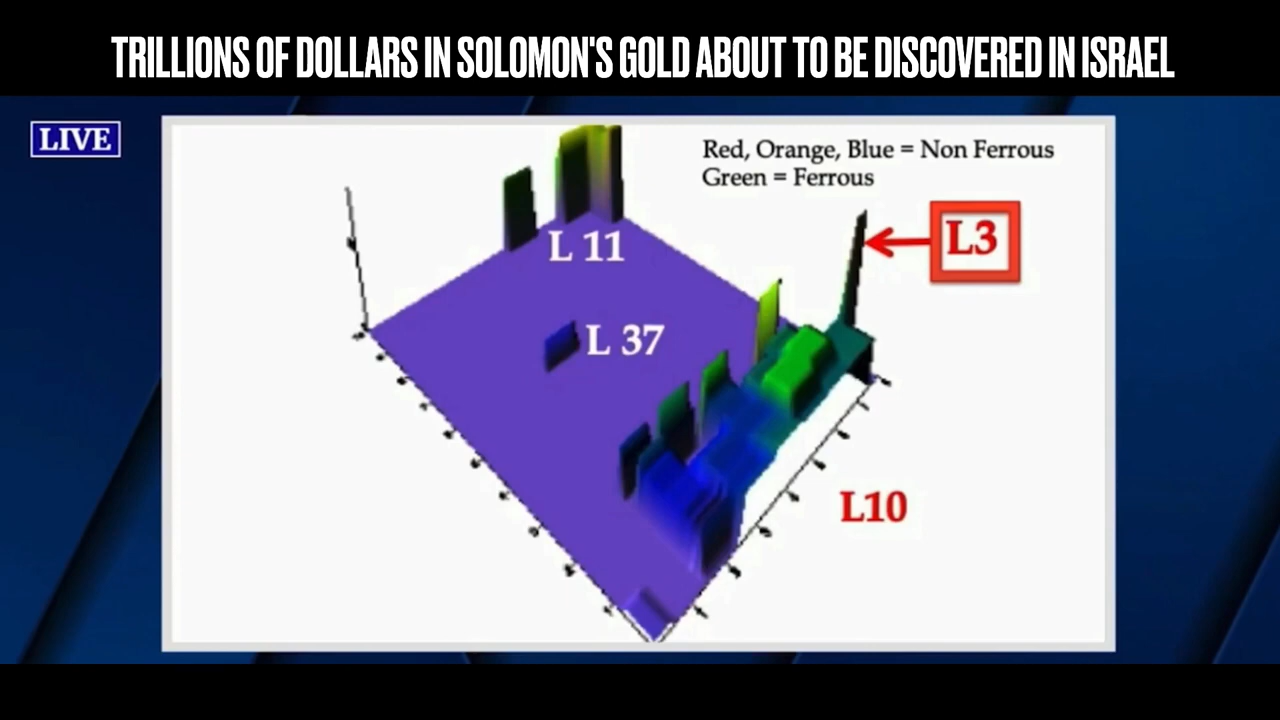 TRILLIONS OF DOLLARS IN SOLOMON'S GOLD ABOUT TO BE DISCOVERED IN ISRAEL
LIVE
Red, Orange, Blue = Non Ferrous
Green = Ferrous
L3
L 11
L 37
L10